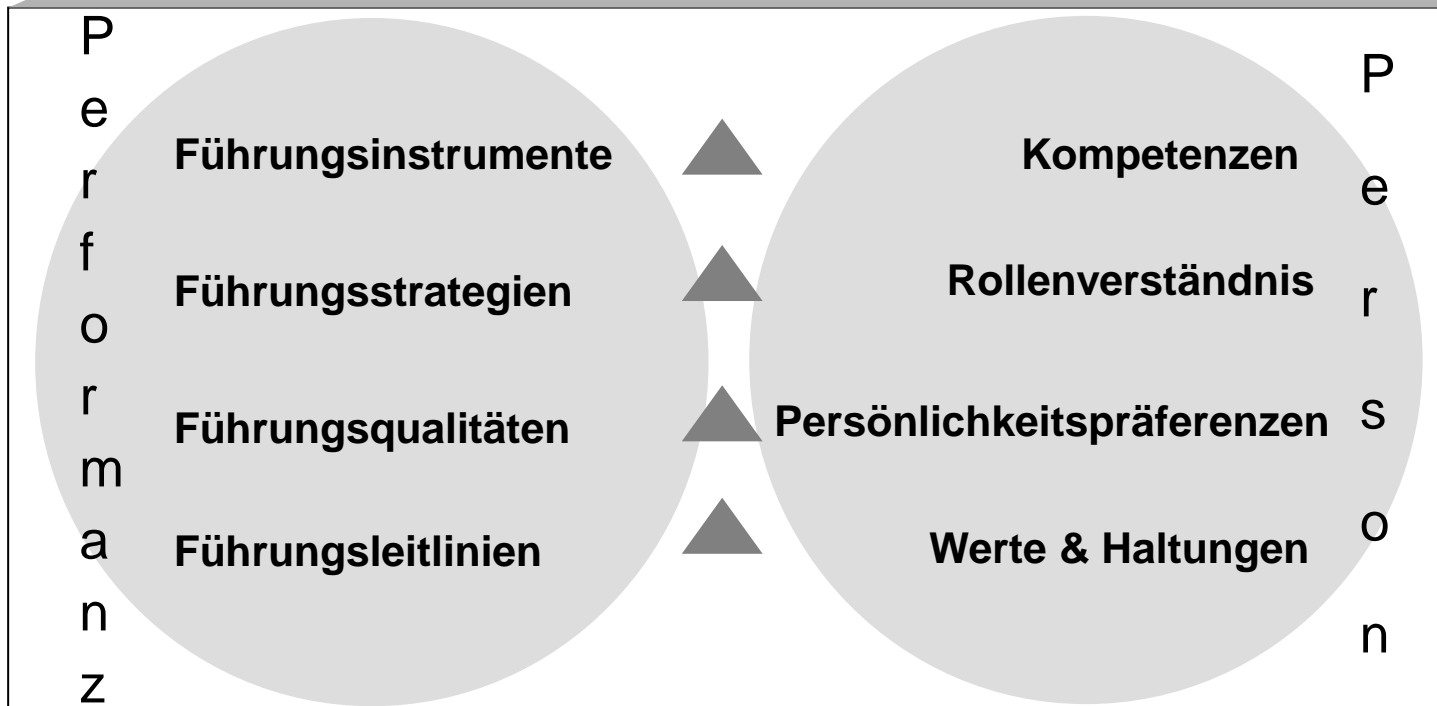 Performanz
Führungsinstrumente
Führungsstrategien
Führungsqualitäten
Führungsleitlinien
Kompetenzen
Rollenverständnis
Persönlichkeitspräferenzen
Werte & Haltungen
Person